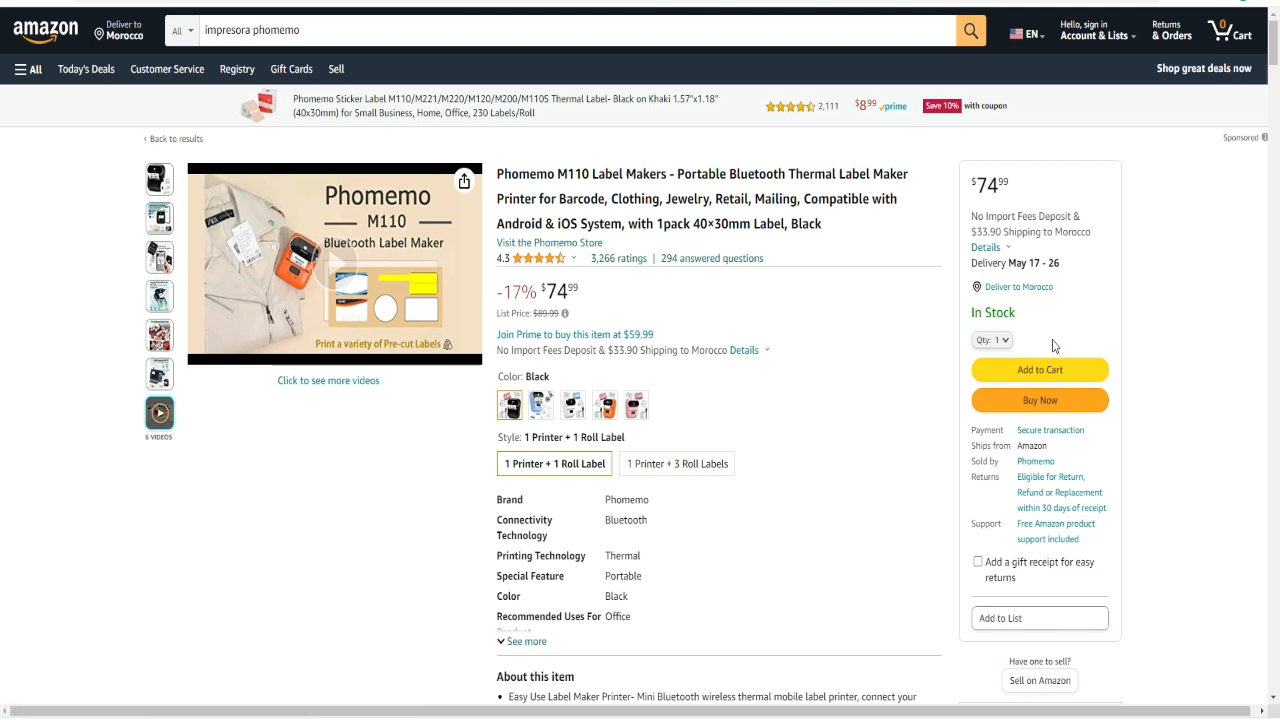 amazon
Deliver to
Morocco
All
impresora phomemo
EN
Hello, sign in
Account & Lists
Returns
& Orders
0
Cart
All
Today's Deals
Customer Service
Registry
Gift Cards
Sell
Shop great deals now
Phomemo Sticker Label M110/M221/M220/M120/M200/M110S Thermal Label- Black on Khaki 1.57"x1.18"
(40x30mm) for Small Business, Home, Office, 230 Labels/Roll
2,111
$8.99 prime
Save 10% with coupon
‹ Back to results
Sponsored
Phomemo
M110
Bluetooth Label Maker
Print a variety of Pre-cut Labels
Click to see more videos
6 VIDEOS
Phomemo M110 Label Makers - Portable Bluetooth Thermal Label Maker
Printer for Barcode, Clothing, Jewelry, Retail, Mailing, Compatible with
Android & iOS System, with 1pack 40×30mm Label, Black
Visit the Phomemo Store
4.3
3,266 ratings | 294 answered questions
-17% $74.99
List Price: $89.99
Join Prime to buy this item at $59.99
No Import Fees Deposit & $33.90 Shipping to Morocco Details
Color: Black
Style: 1 Printer + 1 Roll Label
1 Printer + 1 Roll Label
1 Printer + 3 Roll Labels
Brand Phomemo
Connectivity Bluetooth
Technology
Printing Technology Thermal
Special Feature Portable
Color Black
Recommended Uses For Office
Product
See more
About this item
• Easy Use Label Maker Printer- Mini Bluetooth wireless thermal mobile label printer, connect your
$74.99
No Import Fees Deposit &
$33.90 Shipping to Morocco
Details
Delivery May 17 - 26
Deliver to Morocco
In Stock
Qty: 1
Add to Cart
Buy Now
Payment Secure transaction
Ships from Amazon
Sold by Phomemo
Returns Eligible for Return,
Refund or Replacement
within 30 days of receipt
Support Free Amazon product
support included
Add a gift receipt for easy
returns
Add to List
Have one to sell?
Sell on Amazon